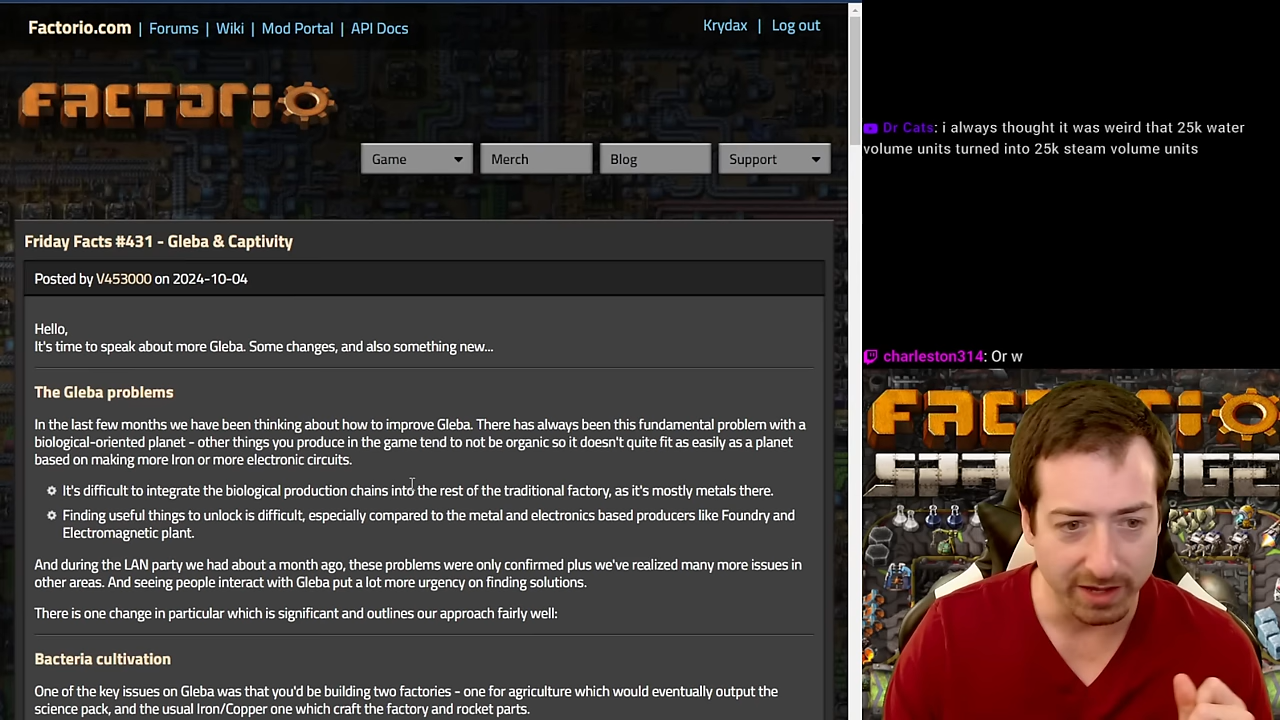 Factorio.com | Forums | Wiki | Mod Portal | API Docs
Krydax | Log out
FACTORIO
Game
Merch
Blog
Support
Friday Facts #431 - Gleba & Captivity
Posted by V453000 on 2024-10-04
Hello,
It's time to speak about more Gleba. Some changes, and also something new...
The Gleba problems
In the last few months we have been thinking about how to improve Gleba. There has always been this fundamental problem with a
biological-oriented planet - other things you produce in the game tend to not be organic so it doesn't quite fit as easily as a planet
based on making more Iron or more electronic circuits.
It's difficult to integrate the biological production chains into the rest of the traditional factory, as it's mostly metals there.
Finding useful things to unlock is difficult, especially compared to the metal and electronics based producers like Foundry and
Electromagnetic plant.
And during the LAN party we had about a month ago, these problems were only confirmed plus we've realized many more issues in
other areas. And seeing people interact with Gleba put a lot more urgency on finding solutions.
There is one change in particular which is significant and outlines our approach fairly well:
Bacteria cultivation
One of the key issues on Gleba was that you'd be building two factories - one for agriculture which would eventually output the
science pack, and the usual Iron/Copper one which craft the factory and rocket parts.
Dr Cats: i always thought it was weird that 25k water
volume units turned into 25k steam volume units
charleston314: Or w